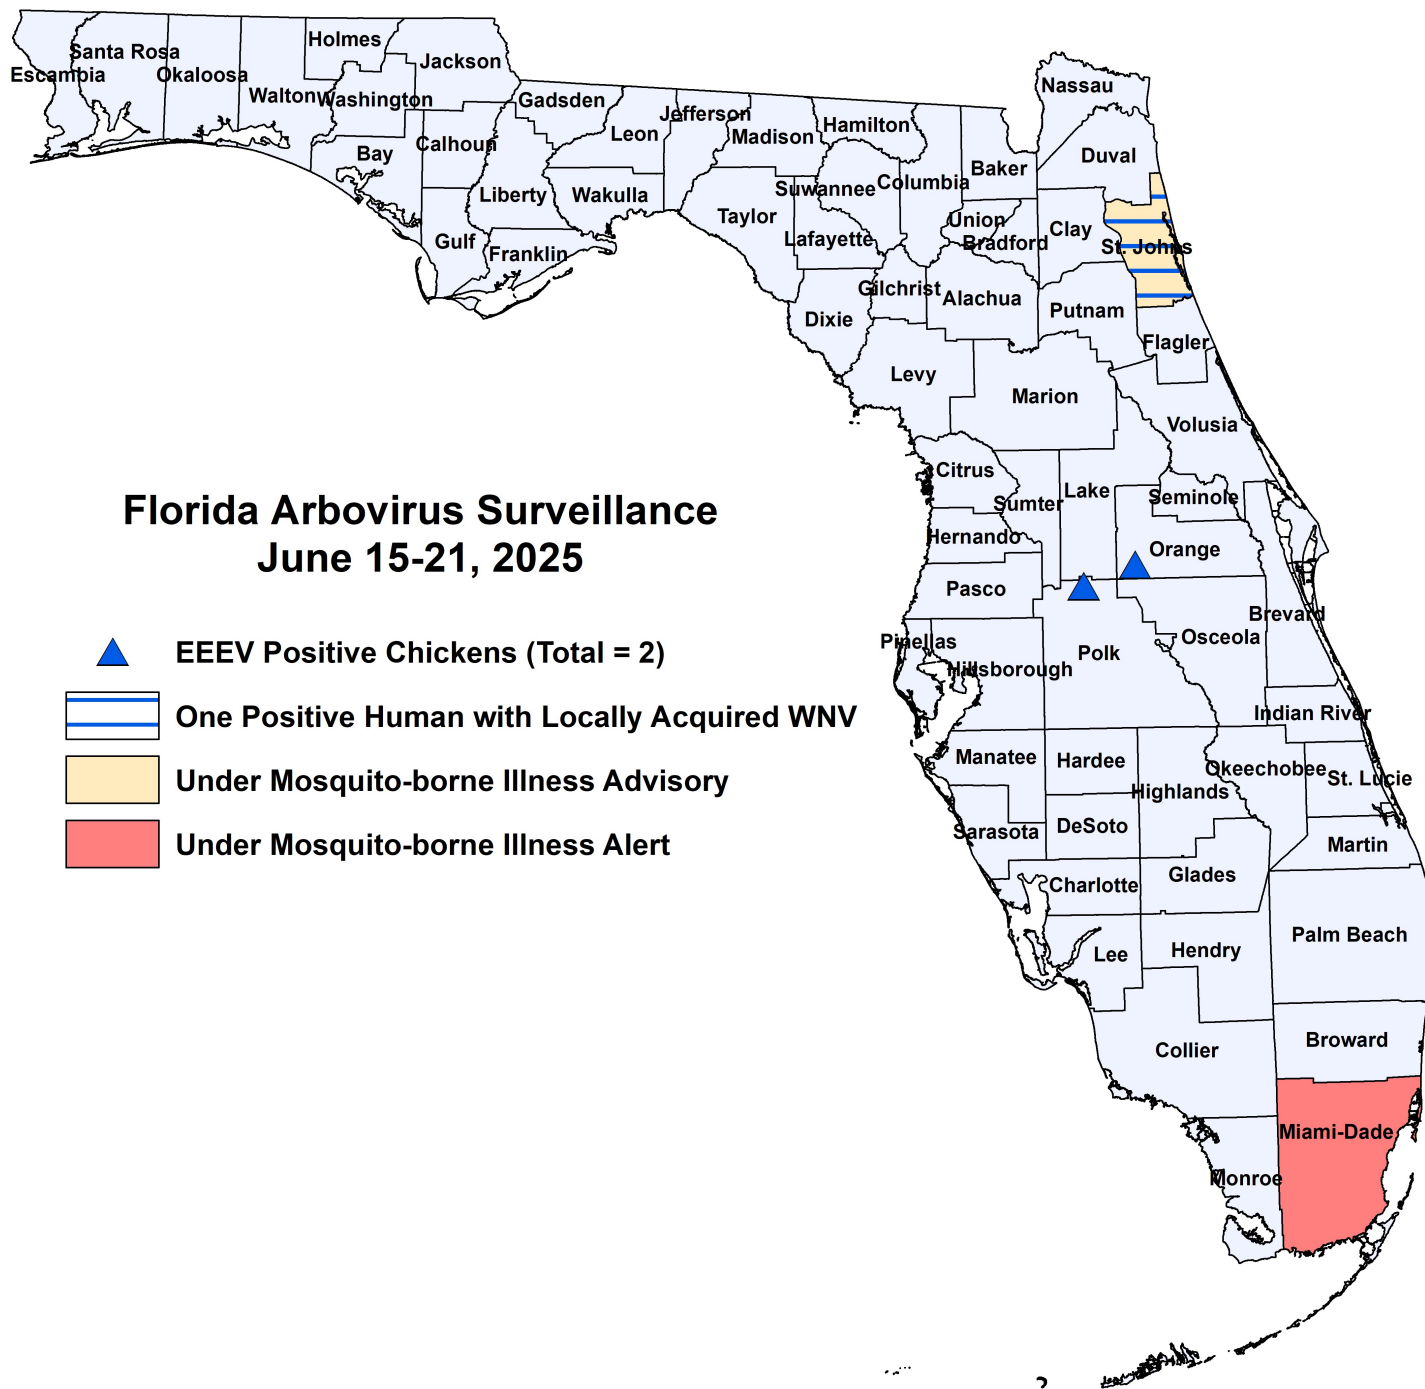 Holmes
Jackson
Santa Rosa
Escambia
Okaloosa
Walton
Washington
Gadsden
Nassau
Jefferson
Leon
Madison
Hamilton
Calhoun
Bay
Duval
Baker
Columbia
Suwannee
Liberty
Wakulla
Taylor
Union
Clay
Bradford
Lafayette
St. Johns
Gulf
Franklin
Gilchrist
Alachua
Putnam
Dixie
Flagler
Levy
Marion
Volusia
Citrus
Lake
Seminole
Sumter
Florida Arbovirus Surveillance
June 15-21, 2025
Hernando
Orange
Pasco
Brevard
Osceola
Pinellas
Polk
Hillsborough
EEEV Positive Chickens (Total = 2)
One Positive Human with Locally Acquired WNV
Under Mosquito-borne Illness Advisory
Under Mosquito-borne Illness Alert
Indian River
Manatee
Hardee
Okeechobee
St. Lucie
Highlands
Sarasota
DeSoto
Martin
Charlotte
Glades
Palm Beach
Lee
Hendry
Broward
Collier
Miami-Dade
Monroe